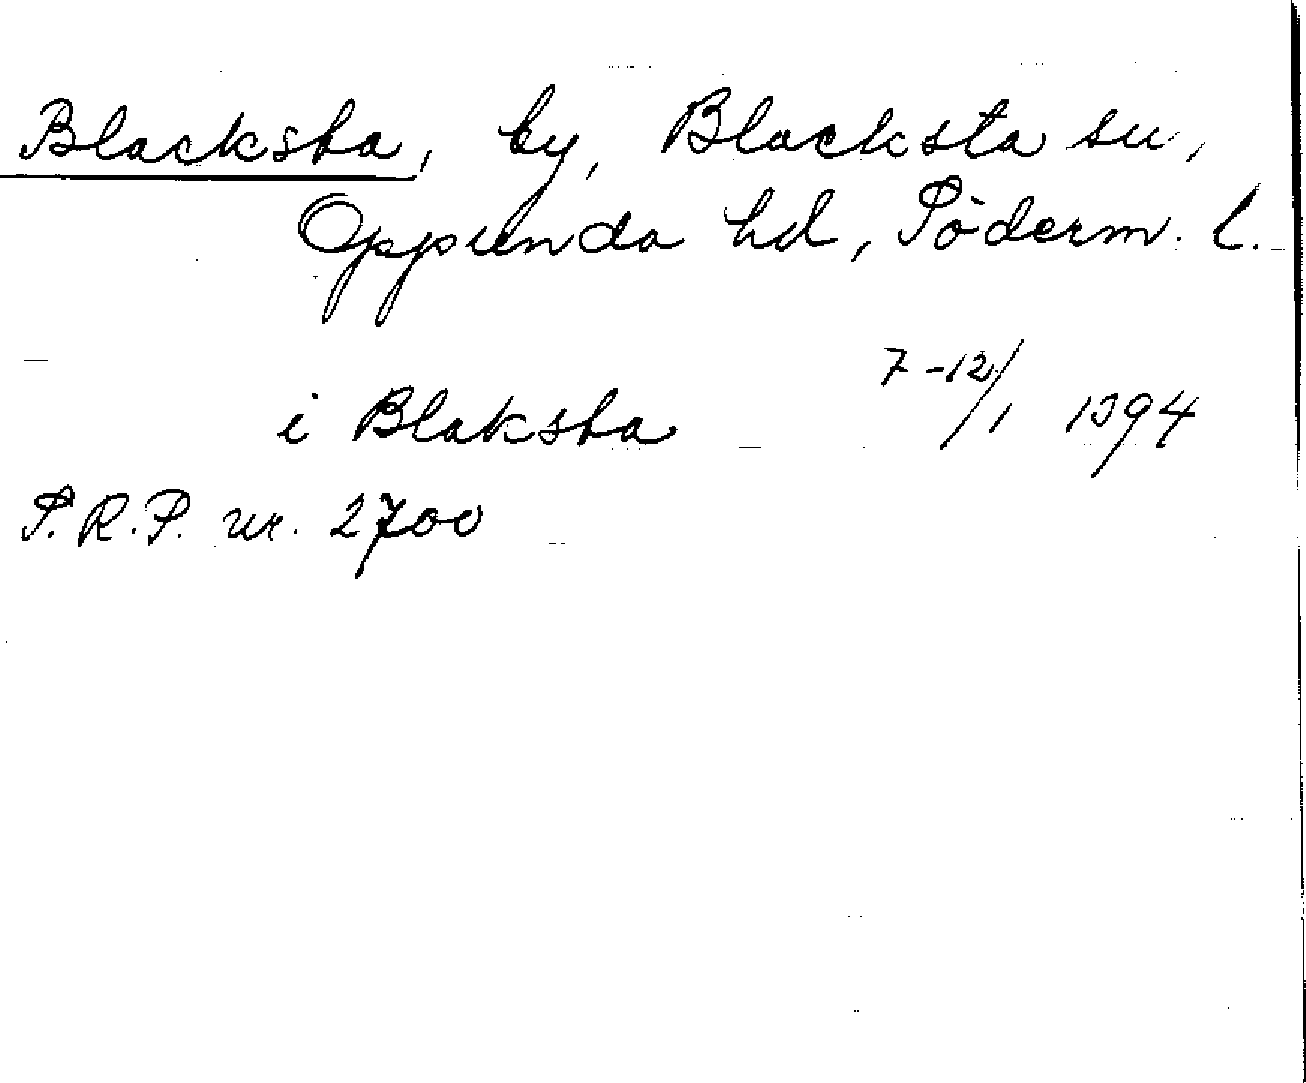 Blacksta, by, Blacksta sn,
Oppunda hd, Söderm. l.
7-12/1 1394
i Blaksta
S.R.P. nr. 2700